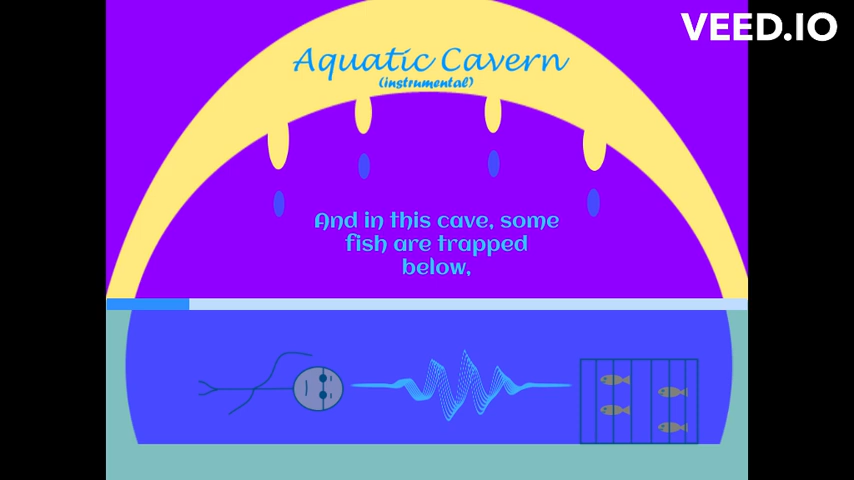 VEED.IO
Aquatic Cavern
(instrumental)
And in this cave, some
fish are trapped
below,